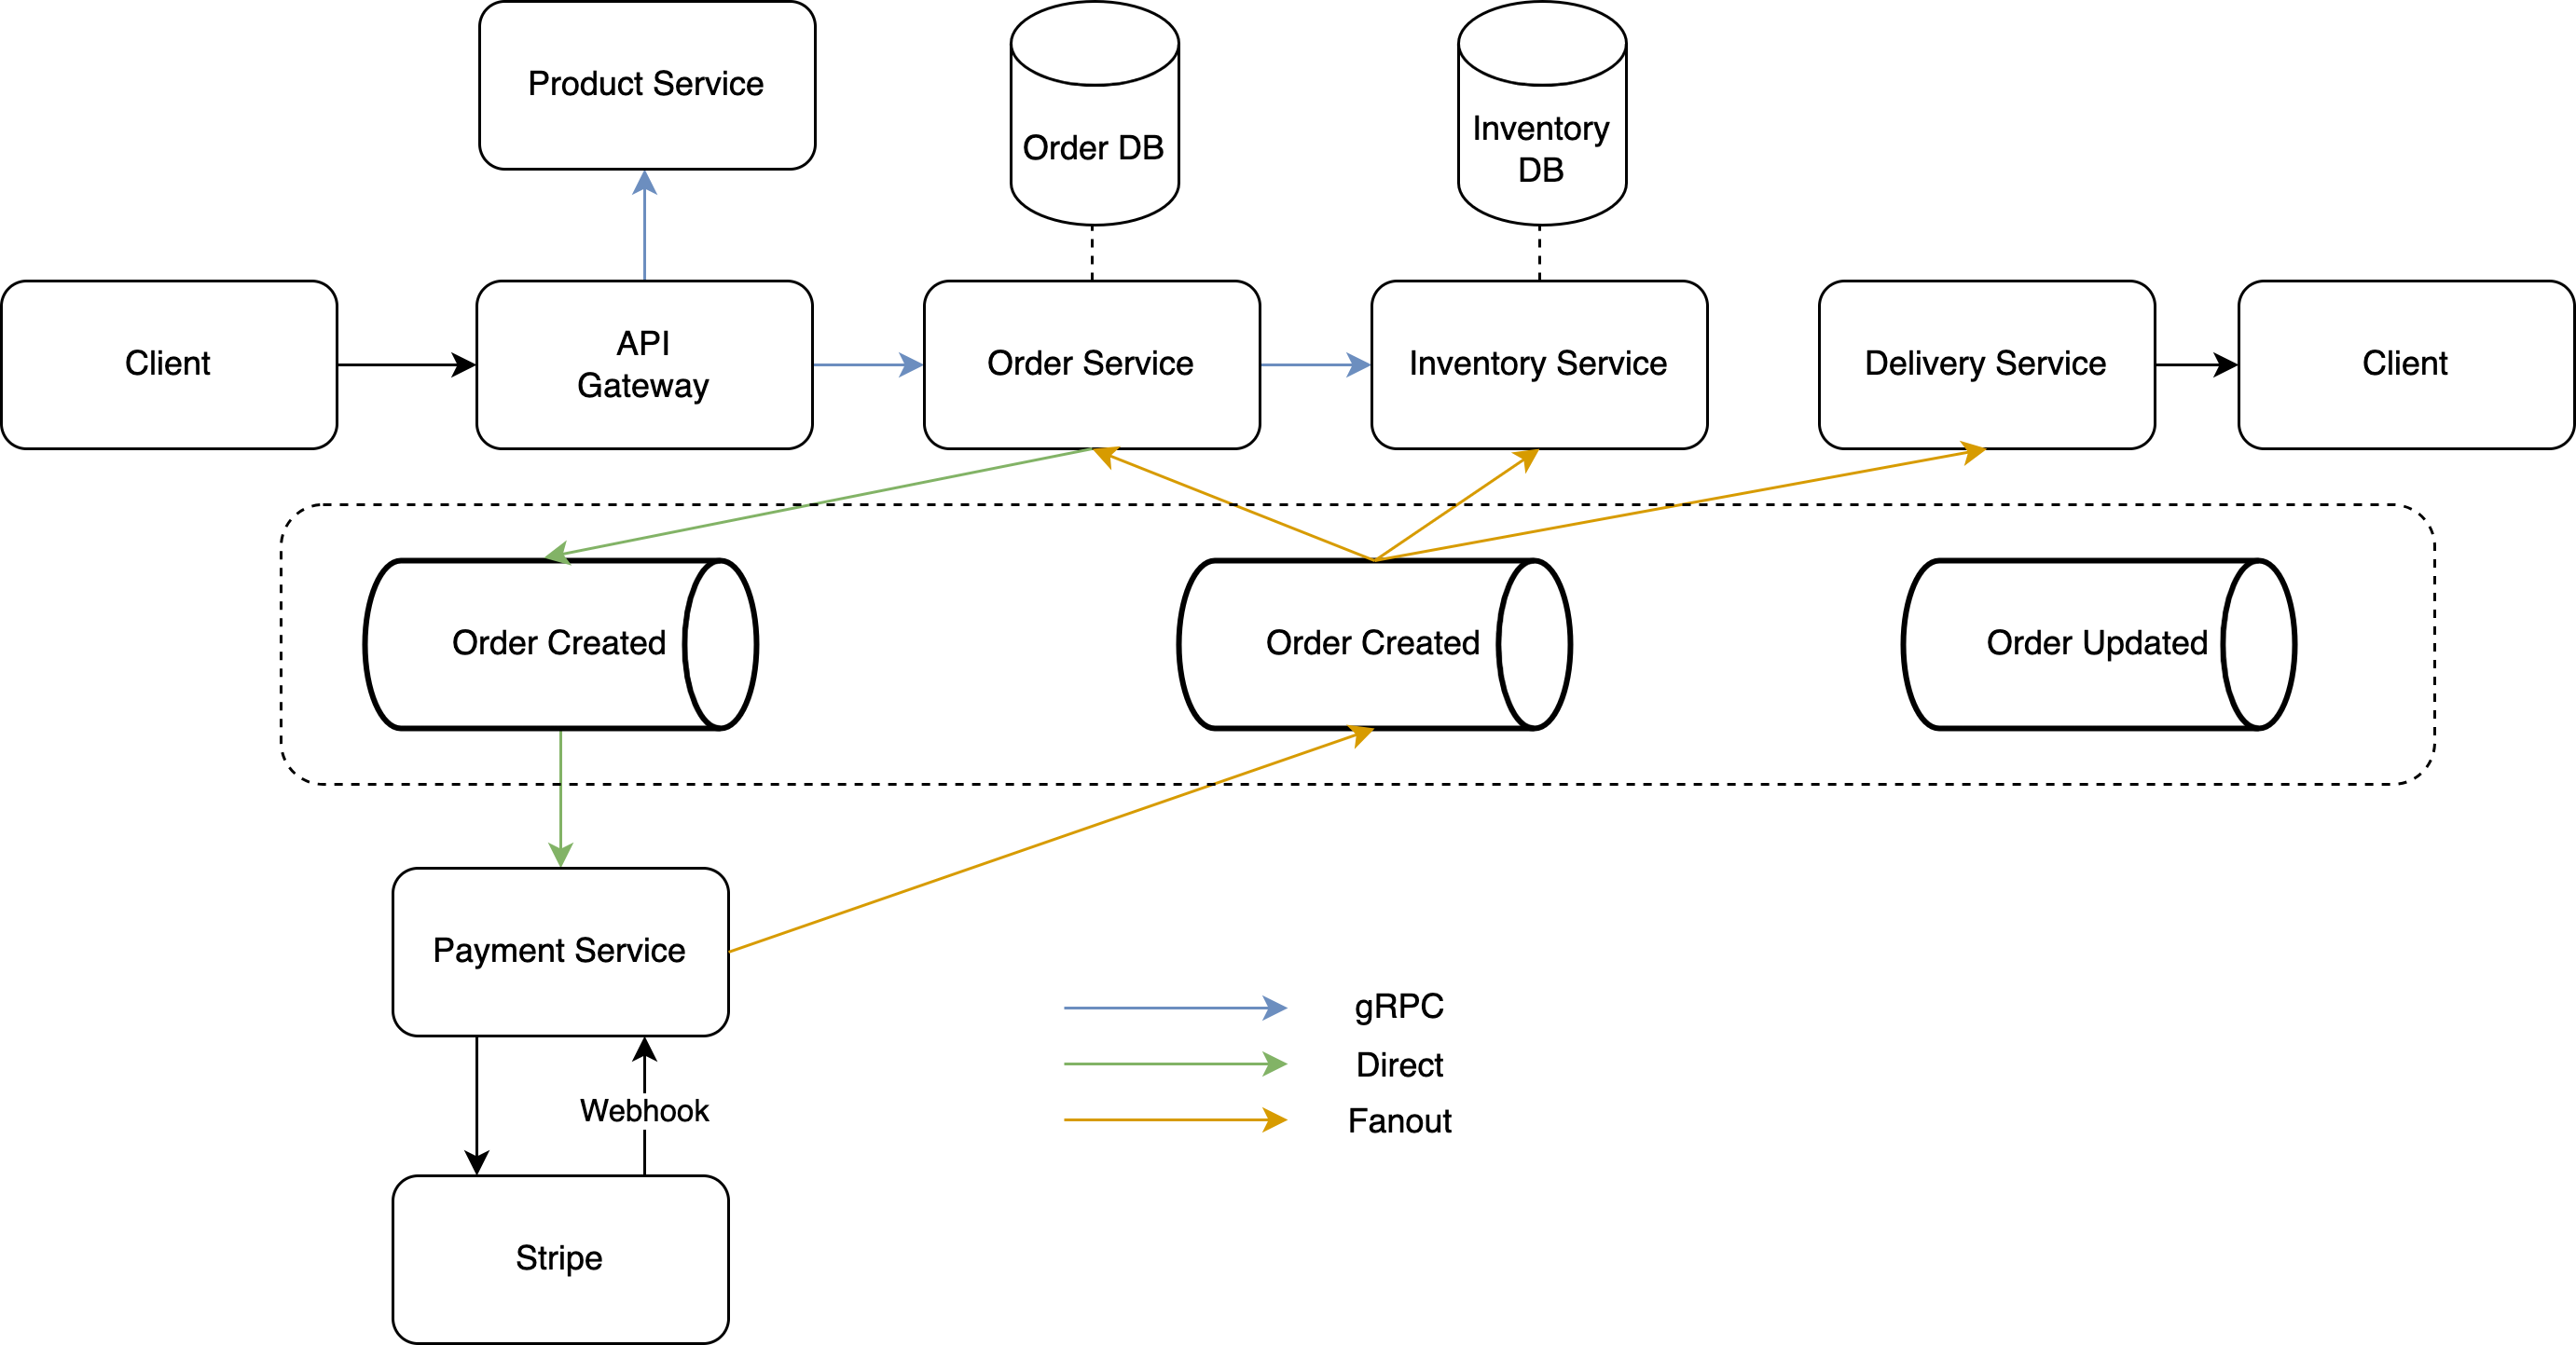 Product Service
Order DB
Inventory
DB
Client
API
Gateway
Order Service
Inventory Service
Delivery Service
Client
Order Created
Order Created
Order Updated
Payment Service
gRPC
Direct
Webhook
Fanout
Stripe